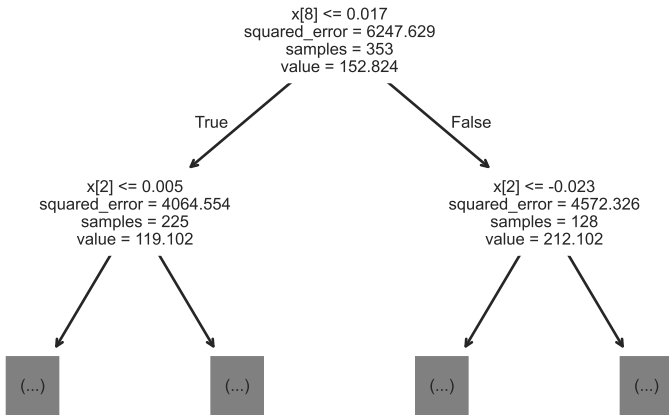 x[8] <= 0.017
squared_error = 6247.629
samples = 353
value = 152.824
True
False
x[2] <= 0.005
squared_error = 4064.554
samples = 225
value = 119.102
x[2] <= -0.023
squared_error = 4572.326
samples = 128
value = 212.102
(...)
(...)
(...)
(...)